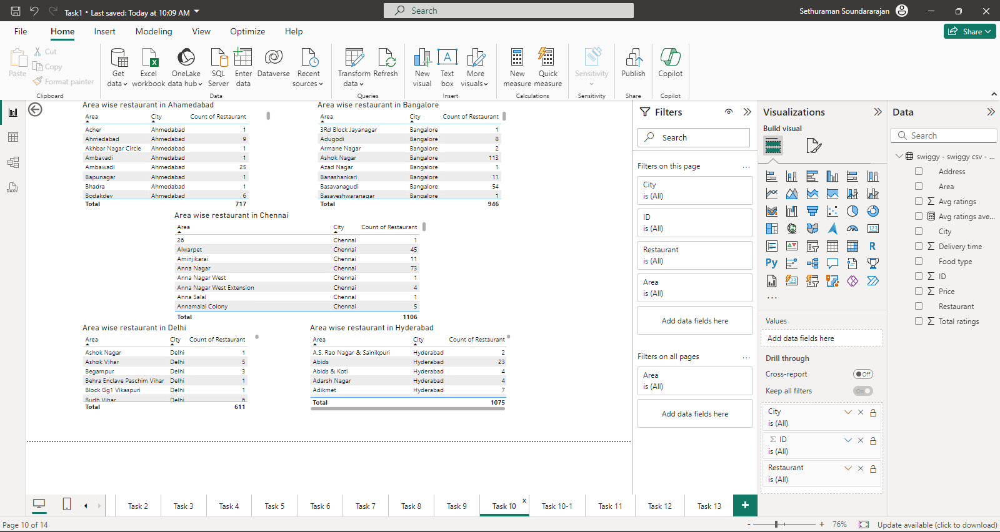 Task1 • Last saved: Today at 10:09 AM
Search
Sethuraman Soundararajan
File Home Insert Modeling View Optimize Help
Share
Paste
Cut
Copy
Format painter
Clipboard
Get data
Excel workbook
OneLake data hub
SQL Server
Enter data
Dataverse
Recent sources
Data
Transform data
Refresh
Queries
New visual
Text box
More visuals
Insert
New measure
Quick measure
Calculations
Sensitivity
Sensitivity
Publish
Share
Copilot
Copilot
Area wise restaurant in Ahamedabad
Area City Count of Restaurant
Acher Ahmedabad 1
Ahmedabad Ahmedabad 9
Akhbar Nagar Circle Ahmedabad 1
Ambavadi Ahmedabad 1
Ambawadi Ahmedabad 25
Bapunagar Ahmedabad 1
Bhadra Ahmedabad 1
Bodakdev Ahmedabad 6
Total 717
Area wise restaurant in Bangalore
Area City Count of Restaurant
3Rd Block Jayanagar Bangalore 1
Adugodi Bangalore 8
Armane Nagar Bangalore 2
Ashok Nagar Bangalore 113
Azad Nagar Bangalore 1
Banashankari Bangalore 11
Basavanagudi Bangalore 54
Basaveshwaranagar Bangalore 1
Total 946
Area wise restaurant in Chennai
Area City Count of Restaurant
26 Chennai 1
Alwarpet Chennai 45
Aminjikarai Chennai 11
Anna Nagar Chennai 73
Anna Nagar West Chennai 1
Anna Nagar West Extension Chennai 4
Anna Salai Chennai 1
Annamalai Colony Chennai 5
Total 1106
Area wise restaurant in Delhi
Area City Count of Restaurant
Ashok Nagar Delhi 1
Ashok Vihar Delhi 5
Begampur Delhi 3
Behra Enclave Paschim Vihar Delhi 1
Block Gg1 Vikaspuri Delhi 1
Budh Vihar Delhi 6
Total 611
Area wise restaurant in Hyderabad
Area City Count of Restaurant
A.S. Rao Nagar & Sainikpuri Hyderabad 2
Abids Hyderabad 23
Abids & Koti Hyderabad 4
Adarsh Nagar Hyderabad 4
Adikmet Hyderabad 7
Total 1075
Filters
Search
Filters on this page ...
City
is (All)
ID
is (All)
Restaurant
is (All)
Area
is (All)
Add data fields here
Filters on all pages ...
Area
is (All)
Add data fields here
Visualizations
Build visual
123
R
Py
123
...
Values
Add data fields here
Drill through
Cross-report Off
Keep all filters On
City
is (All)
Σ ID
is (All)
Restaurant
is (All)
Data
Search
swiggy - swiggy csv - ...
Address
Area
Σ Avg ratings
Avg ratings ave...
City
Σ Delivery time
Food type
Σ ID
Σ Price
Restaurant
Σ Total ratings
DAX
Task 2 Task 3 Task 4 Task 5 Task 6 Task 7 Task 8 Task 9 Task 10 x Task 10-1 Task 11 Task 12 Task 13 +
Page 10 of 14
- + 76%
Update available (click to download)